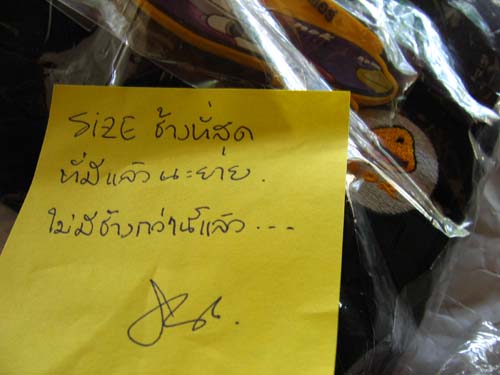 SIZE ช้างที่สุด
ที่มีแล้วนะยาย.
ไม่มีช้างกว่านี้แล้ว...